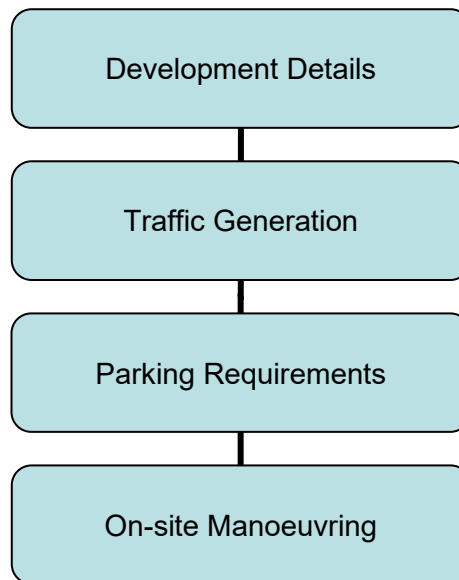 Development Details
Traffic Generation
Parking Requirements
On-site Manoeuvring